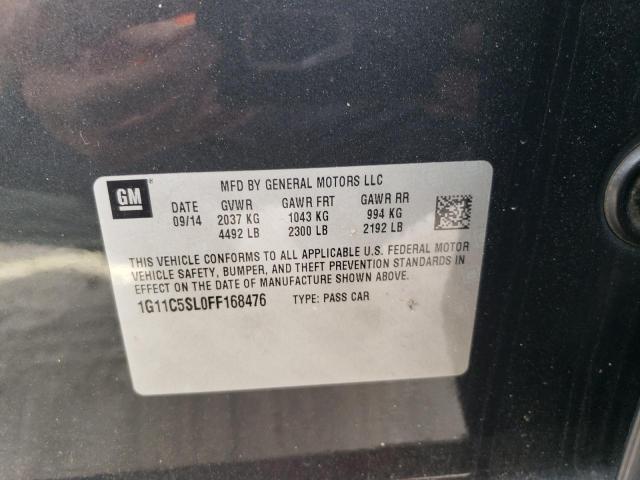 GM
MFD BY GENERAL MOTORS LLC
DATE GVWR GAWR FRT GAWR RR
09/14 2037 KG 1043 KG 994 KG
4492 LB 2300 LB 2192 LB
THIS VEHICLE CONFORMS TO ALL APPLICABLE U.S. FEDERAL MOTOR
VEHICLE SAFETY, BUMPER, AND THEFT PREVENTION STANDARDS IN
EFFECT ON THE DATE OF MANUFACTURE SHOWN ABOVE.
1G11C5SL0FF168476 TYPE: PASS CAR